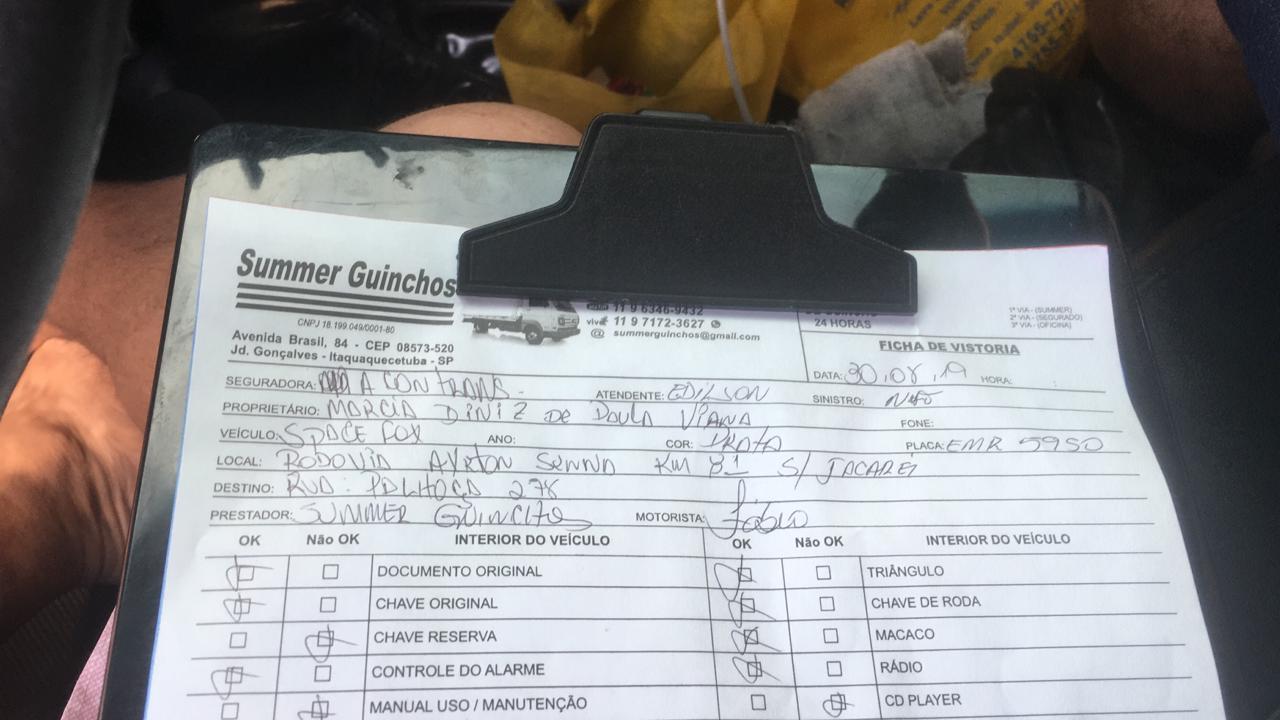 4765-72
Summer Guinchos
CNPJ 18.199.049/0001-80
Avenida Brasil, 84 - CEP 08573-520
Jd. Gonçalves - Itaquaquecetuba - SP
11 9 6346-9432
vivo 11 9 7172-3627
@ summerguinchos@gmail.com
24 HORAS
1ª VIA - (SUMMER)
2ª VIA - (SEGURADO)
3ª VIA - (OFICINA)
FICHA DE VISTORIA
DATA: 30.08.19 HORA: :
SEGURADORA: A CONTRANS. ATENDENTE: EDILSON SINISTRO:
PROPRIETÁRIO: MARCIA DINIZ DE PAULA VIANA FONE:
VEÍCULO: SPACE FOX ANO: COR: PRATA PLACA: EMR 5950
LOCAL: RODOVIA AYRTON SENNA KM 81 S/ JACAREI
DESTINO: RUA: PALHOÇA 278
PRESTADOR: SUMMER GUINCHOS MOTORISTA: Fabio
OK Não OK INTERIOR DO VEÍCULO OK Não OK INTERIOR DO VEÍCULO
DOCUMENTO ORIGINAL TRIÂNGULO
CHAVE ORIGINAL CHAVE DE RODA
CHAVE RESERVA MACACO
CONTROLE DO ALARME RÁDIO
MANUAL USO / MANUTENÇÃO CD PLAYER